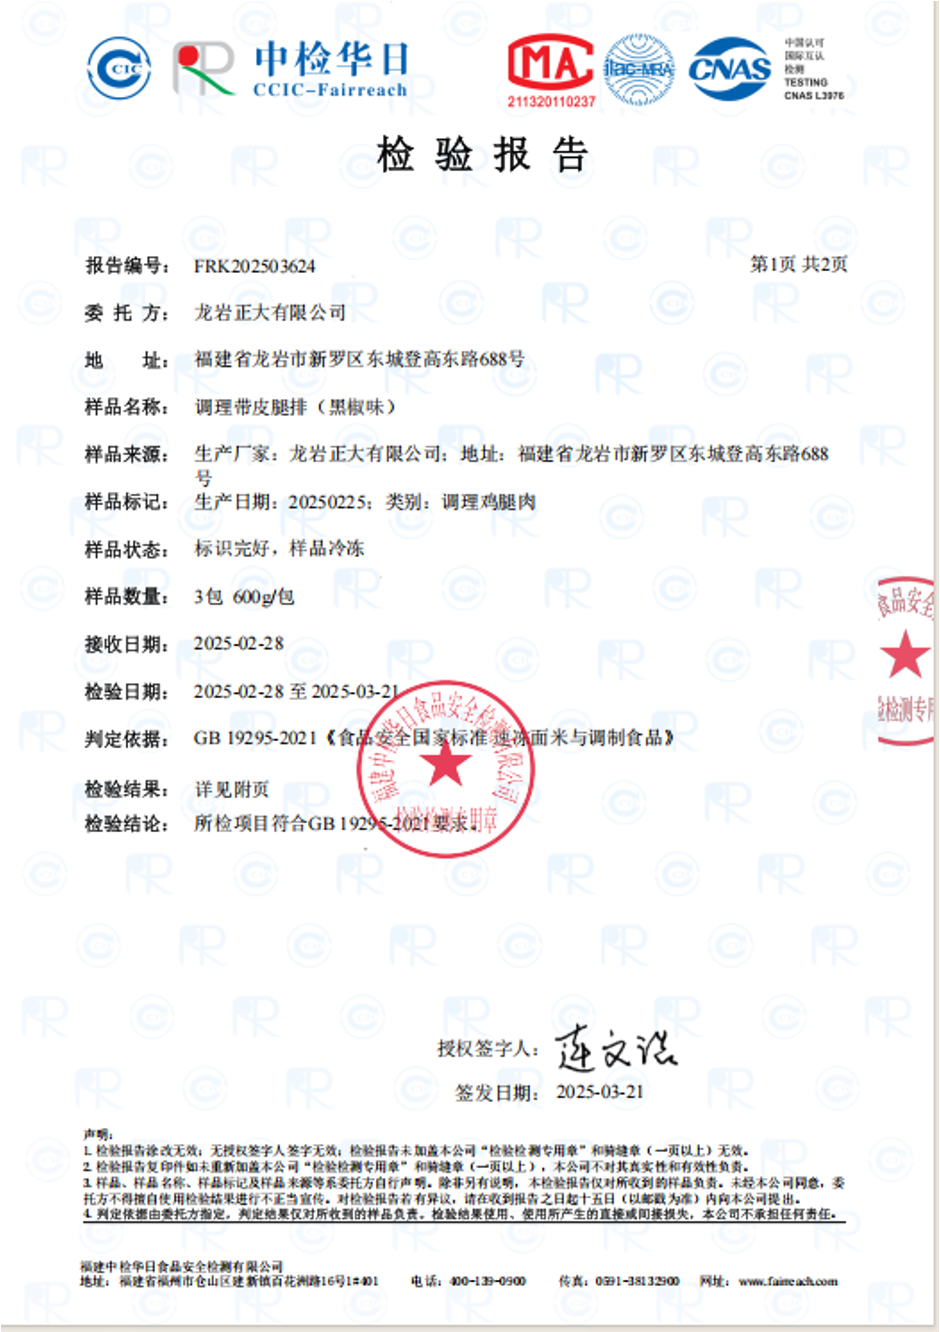 CCIC
中检华日
CCIC-Fairreach
MA
211320110237
ilac-MRA
CNAS
中国认可
国际互认
检测
TESTING
CNAS L3976
检验报告
报告编号： FRK202503624
第1页 共2页
委 托 方： 龙岩正大有限公司
地 址： 福建省龙岩市新罗区东城登高东路688号
样品名称： 调理带皮腿排（黑椒味）
样品来源： 生产厂家：龙岩正大有限公司；地址：福建省龙岩市新罗区东城登高东路688
号
样品标记： 生产日期：20250225；类别：调理鸡腿肉
样品状态： 标识完好，样品冷冻
样品数量： 3包 600g/包
接收日期： 2025-02-28
检验日期： 2025-02-28 至 2025-03-21
判定依据： GB 19295-2021《食品安全国家标准 速冻面米与调制食品》
检验结果： 详见附页
检验结论： 所检项目符合GB 19295-2021要求。
福建中检华日食品安全检测有限公司
检验检测专用章
食品安全
检测专用
授权签字人： 连文浩
签发日期： 2025-03-21
声明：
1. 检验报告涂改无效；无授权签字人签字无效；检验报告未加盖本公司“检验检测专用章”和骑缝章（一页以上）无效。
2. 检验报告复印件如未重新加盖本公司“检验检测专用章”和骑缝章（一页以上），本公司不对其真实性和有效性负责。
3. 样品、样品名称、样品标记及样品来源等系委托方自行声明。除非另有说明，本检验报告仅对所收到的样品负责。未经本公司同意，委
托方不得擅自使用检验结果进行不正当宣传。对检验报告若有异议，请在收到报告之日起十五日（以邮戳为准）内向本公司提出。
4. 判定依据由委托方指定，判定结果仅对所收到的样品负责。检验结果使用、使用所产生的直接或间接损失，本公司不承担任何责任。
福建中检华日食品安全检测有限公司
地址：福建省福州市仓山区建新镇百花洲路16号1#401 电话：400-139-0900 传真：0591-38132900 网址：www.fairreach.com